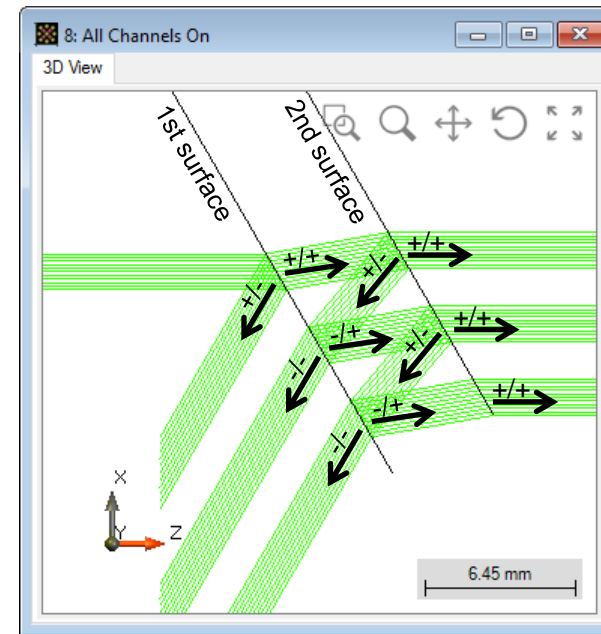 8: All Channels On
3D View
1st surface
2nd surface
+/+
+/+
+/-
+/-
-/+
+/+
-/-
+/-
-/+
+/+
-/-
X
Y
Z
6.45 mm